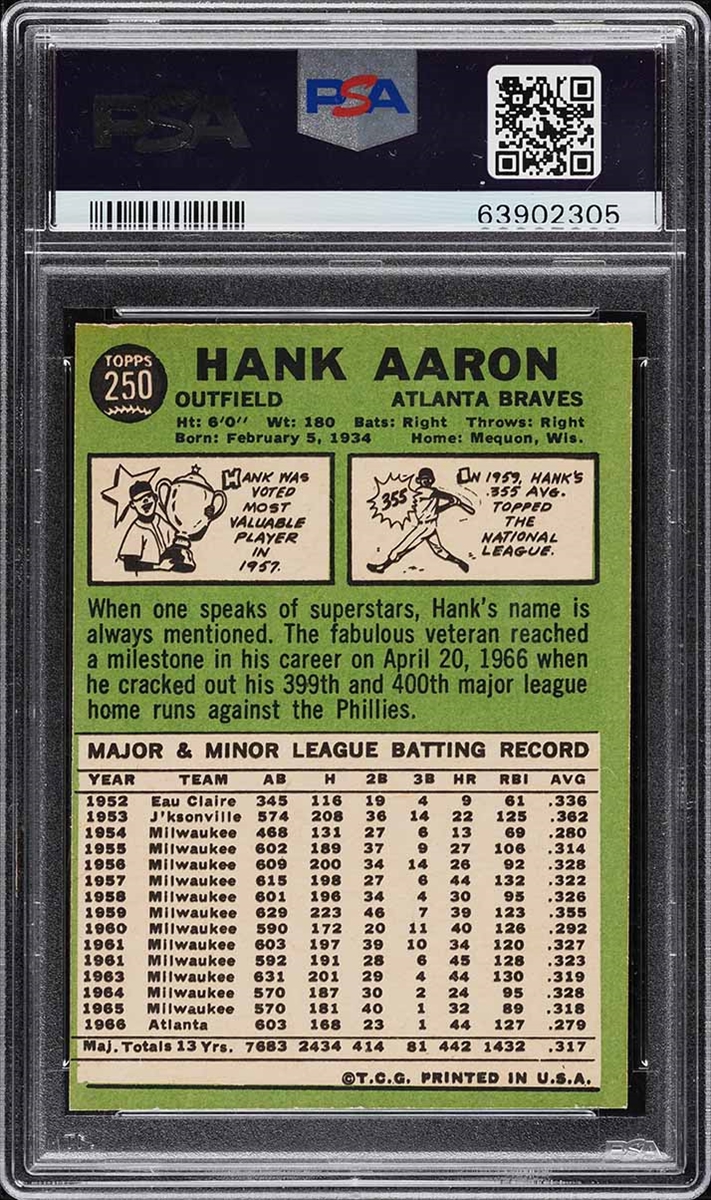 PSA
PSA
63902305
TOPPS
250
HANK AARON
OUTFIELD ATLANTA BRAVES
Ht: 6'0'' Wt: 180 Bats: Right Throws: Right
Born: February 5, 1934 Home: Mequon, Wis.
HANK WAS
VOTED
MOST
VALUABLE
PLAYER
IN
1957.
355
IN 1959, HANK'S
.355 AVG.
TOPPED
THE
NATIONAL
LEAGUE.
When one speaks of superstars, Hank's name is
always mentioned. The fabulous veteran reached
a milestone in his career on April 20, 1966 when
he cracked out his 399th and 400th major league
home runs against the Phillies.
MAJOR & MINOR LEAGUE BATTING RECORD
YEAR TEAM AB H 2B 3B HR RBI AVG
1952 Eau Claire 345 116 19 4 9 61 .336
1953 J'ksonville 574 208 36 14 22 125 .362
1954 Milwaukee 468 131 27 6 13 69 .280
1955 Milwaukee 602 189 37 9 27 106 .314
1956 Milwaukee 609 200 34 14 26 92 .328
1957 Milwaukee 615 198 27 6 44 132 .322
1958 Milwaukee 601 196 34 4 30 95 .326
1959 Milwaukee 629 223 46 7 39 123 .355
1960 Milwaukee 590 172 20 11 40 126 .292
1961 Milwaukee 603 197 39 10 34 120 .327
1961 Milwaukee 592 191 28 6 45 128 .323
1963 Milwaukee 631 201 29 4 44 130 .319
1964 Milwaukee 570 187 30 2 24 95 .328
1965 Milwaukee 570 181 40 1 32 89 .318
1966 Atlanta 603 168 23 1 44 127 .279
Maj. Totals 13 Yrs. 7683 2434 414 81 442 1432 .317
©T.C.G. PRINTED IN U.S.A.
PSA